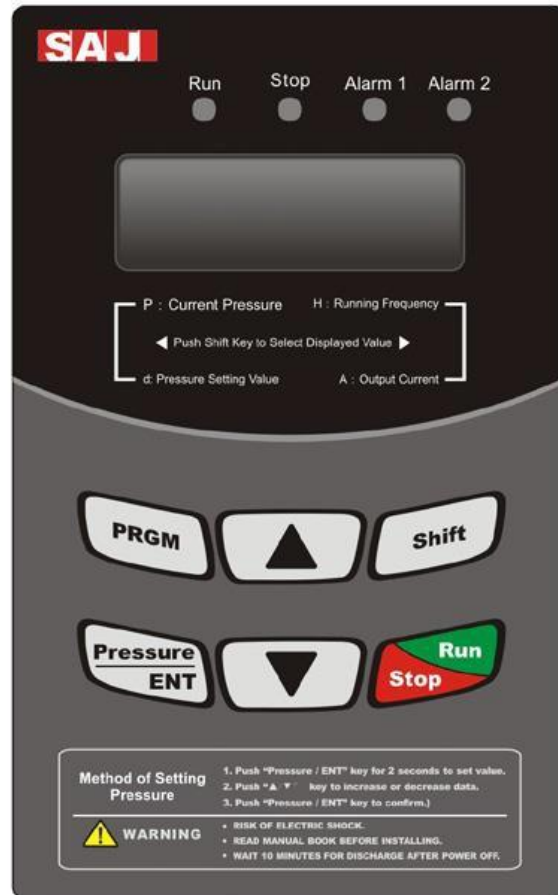 SAJ
Run Stop Alarm 1 Alarm 2
P : Current Pressure H : Running Frequency
◀ Push Shift Key to Select Displayed Value ▶
d: Pressure Setting Value A : Output Current
PRGM ▲ Shift
Pressure
ENT
▼
Run
Stop
Method of Setting
Pressure
1. Push "Pressure / ENT" key for 2 seconds to set value.
2. Push "▲ ▼" key to increase or decrease data.
3. Push "Pressure / ENT" key to confirm.)
WARNING
• RISK OF ELECTRIC SHOCK.
• READ MANUAL BOOK BEFORE INSTALLING.
• WAIT 10 MINUTES FOR DISCHARGE AFTER POWER OFF.